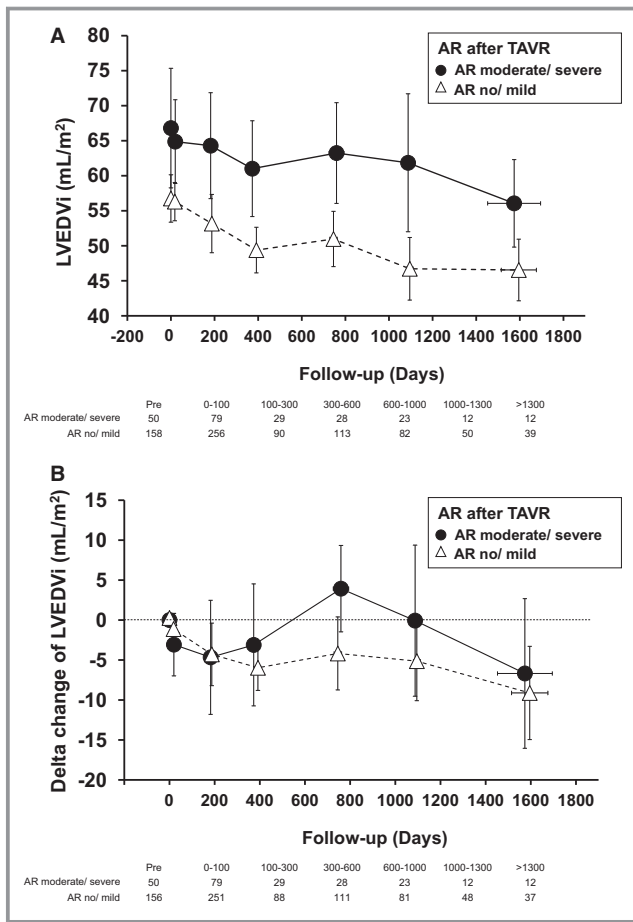 A
AR after TAVR
AR moderate/ severe
AR no/ mild
LVEDVi (mL/m²)
80
75
70
65
60
55
50
45
40
-200 0 200 400 600 800 1000 1200 1400 1600 1800
Follow-up (Days)
Pre 0-100 100-300 300-600 600-1000 1000-1300 >1300
AR moderate/ severe 50 79 29 28 23 12 12
AR no/ mild 158 256 90 113 82 50 39
B
AR after TAVR
AR moderate/ severe
AR no/ mild
Delta change of LVEDVi (mL/m²)
15
10
5
0
-5
-10
-15
-20
0 200 400 600 800 1000 1200 1400 1600 1800
Follow-up (Days)
Pre 0-100 100-300 300-600 600-1000 1000-1300 >1300
AR moderate/ severe 50 79 29 28 23 12 12
AR no/ mild 156 251 88 111 81 48 37